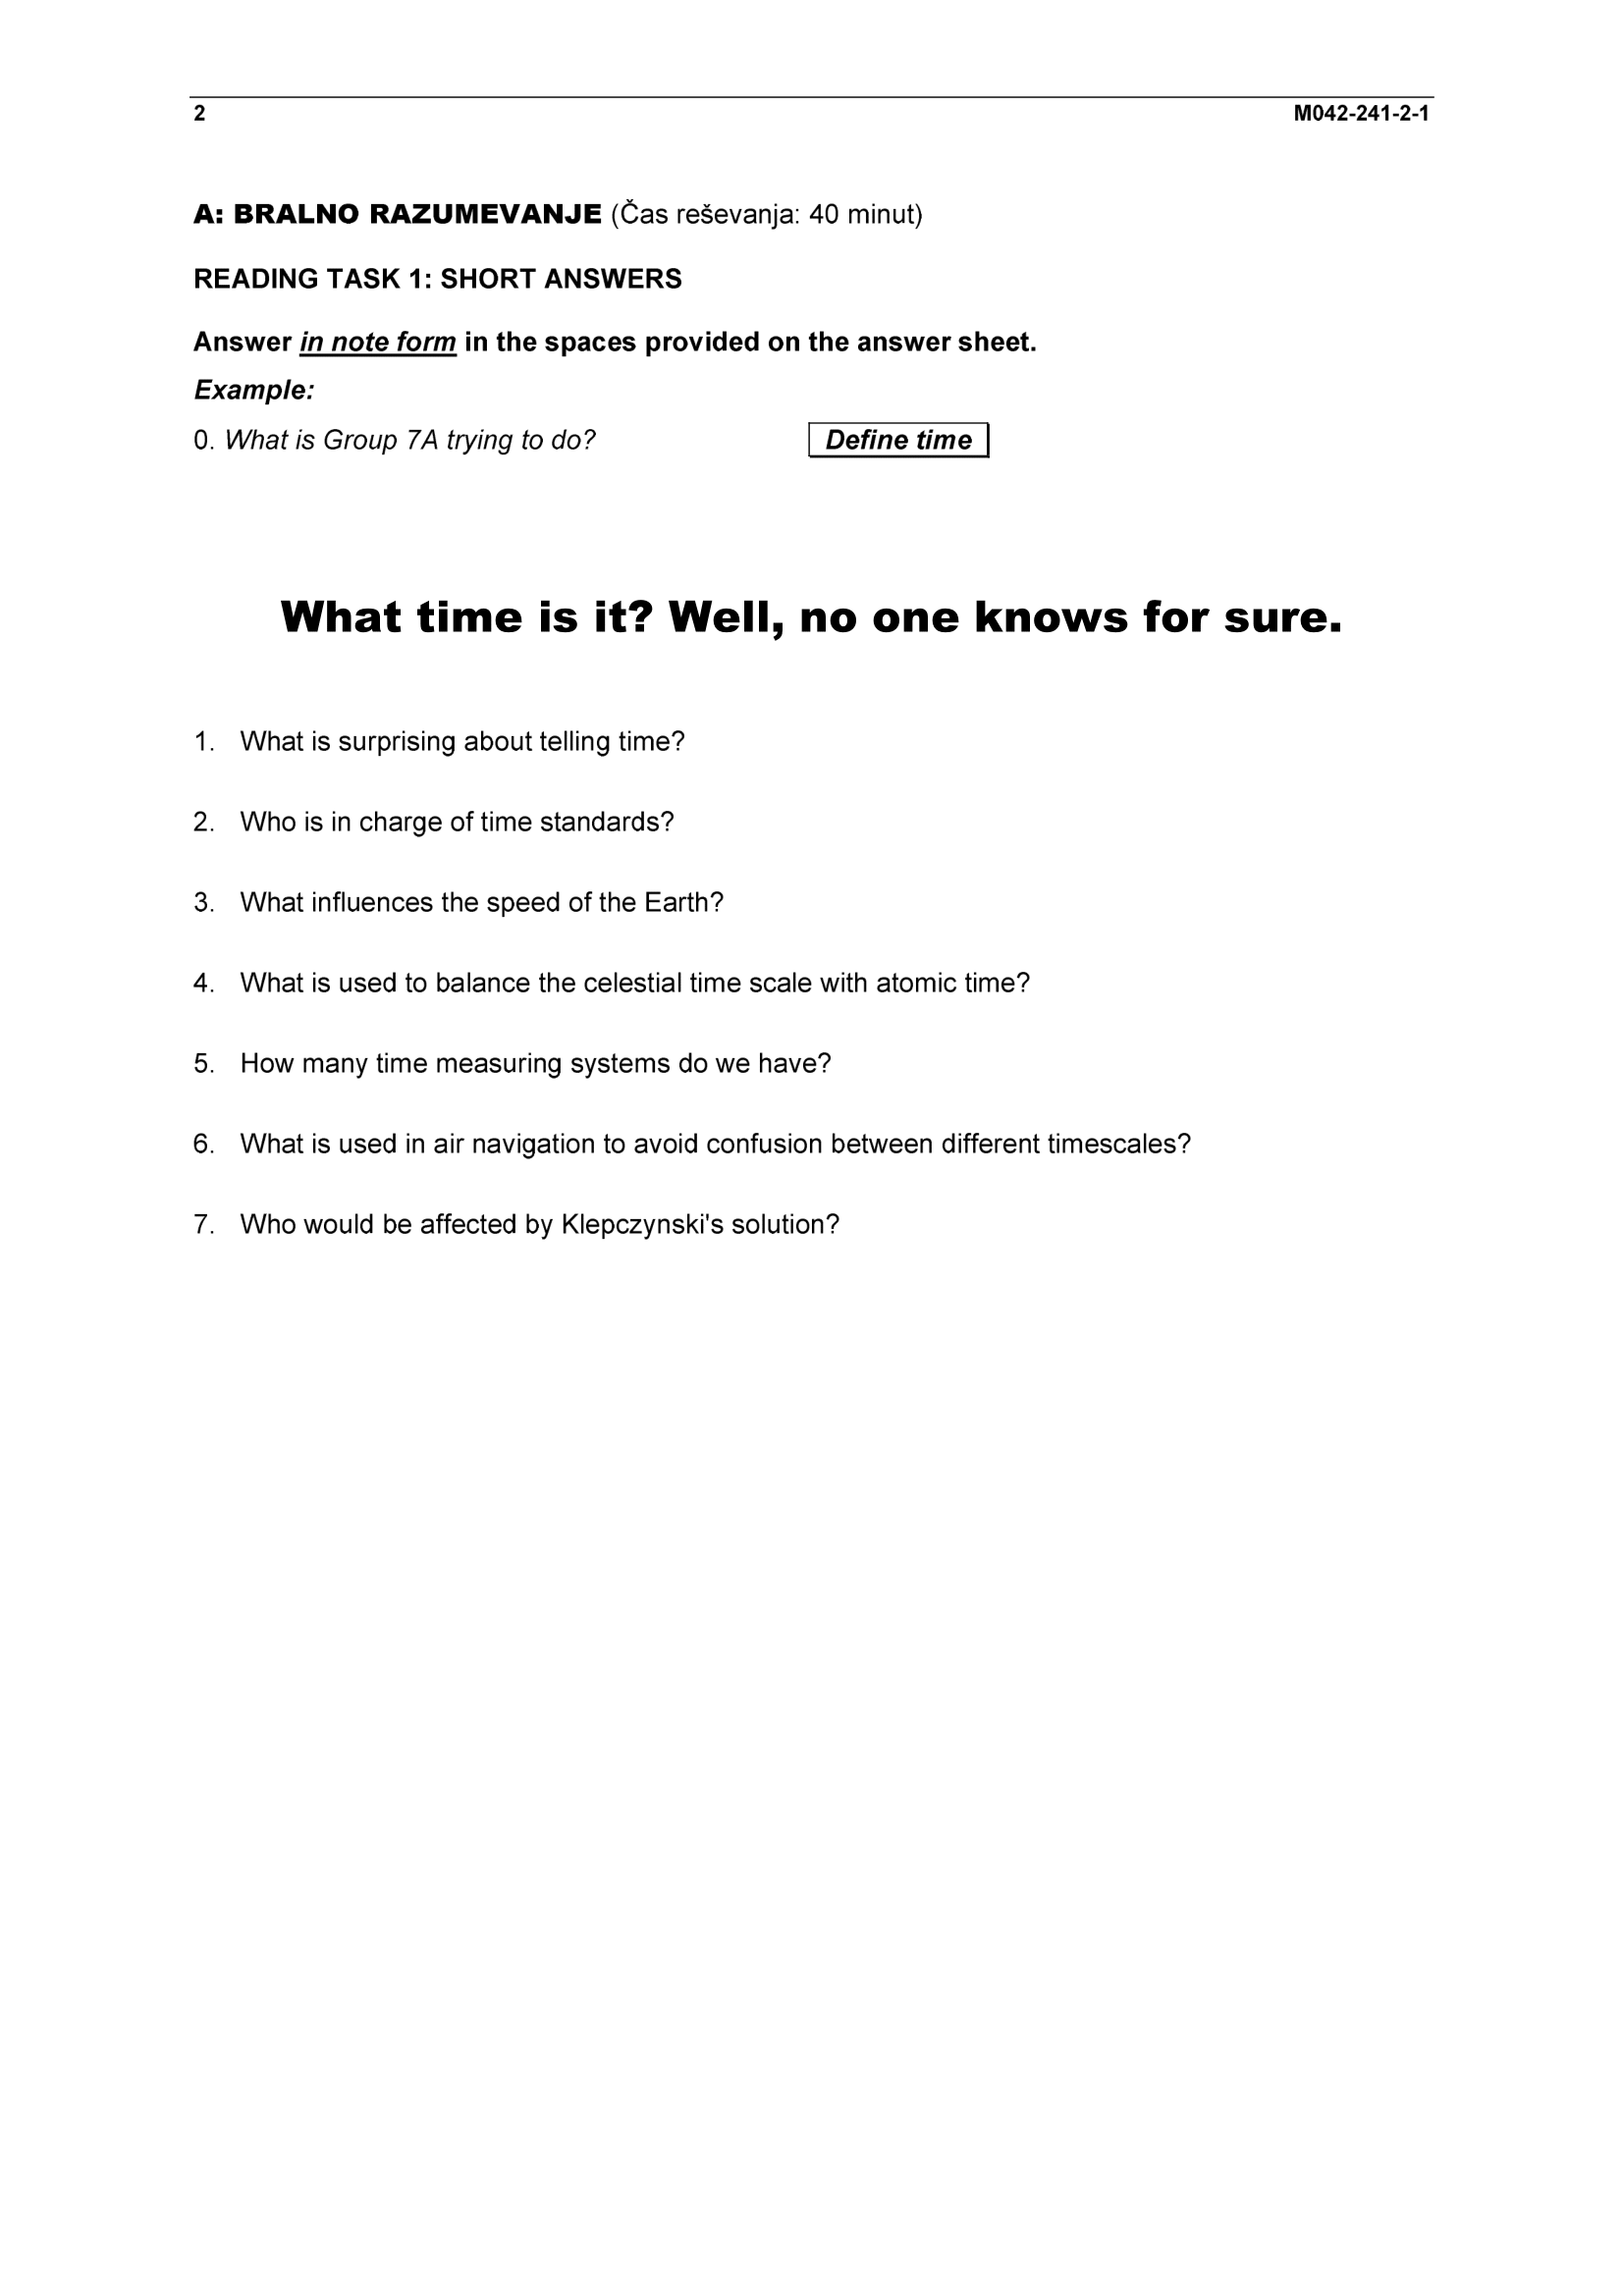 2 M042-241-2-1
A: BRALNO RAZUMEVANJE (Čas reševanja: 40 minut)
READING TASK 1: SHORT ANSWERS
Answer in note form in the spaces provided on the answer sheet.
Example:
0. What is Group 7A trying to do? Define time
What time is it? Well, no one knows for sure.
1. What is surprising about telling time?
2. Who is in charge of time standards?
3. What influences the speed of the Earth?
4. What is used to balance the celestial time scale with atomic time?
5. How many time measuring systems do we have?
6. What is used in air navigation to avoid confusion between different timescales?
7. Who would be affected by Klepczynski's solution?